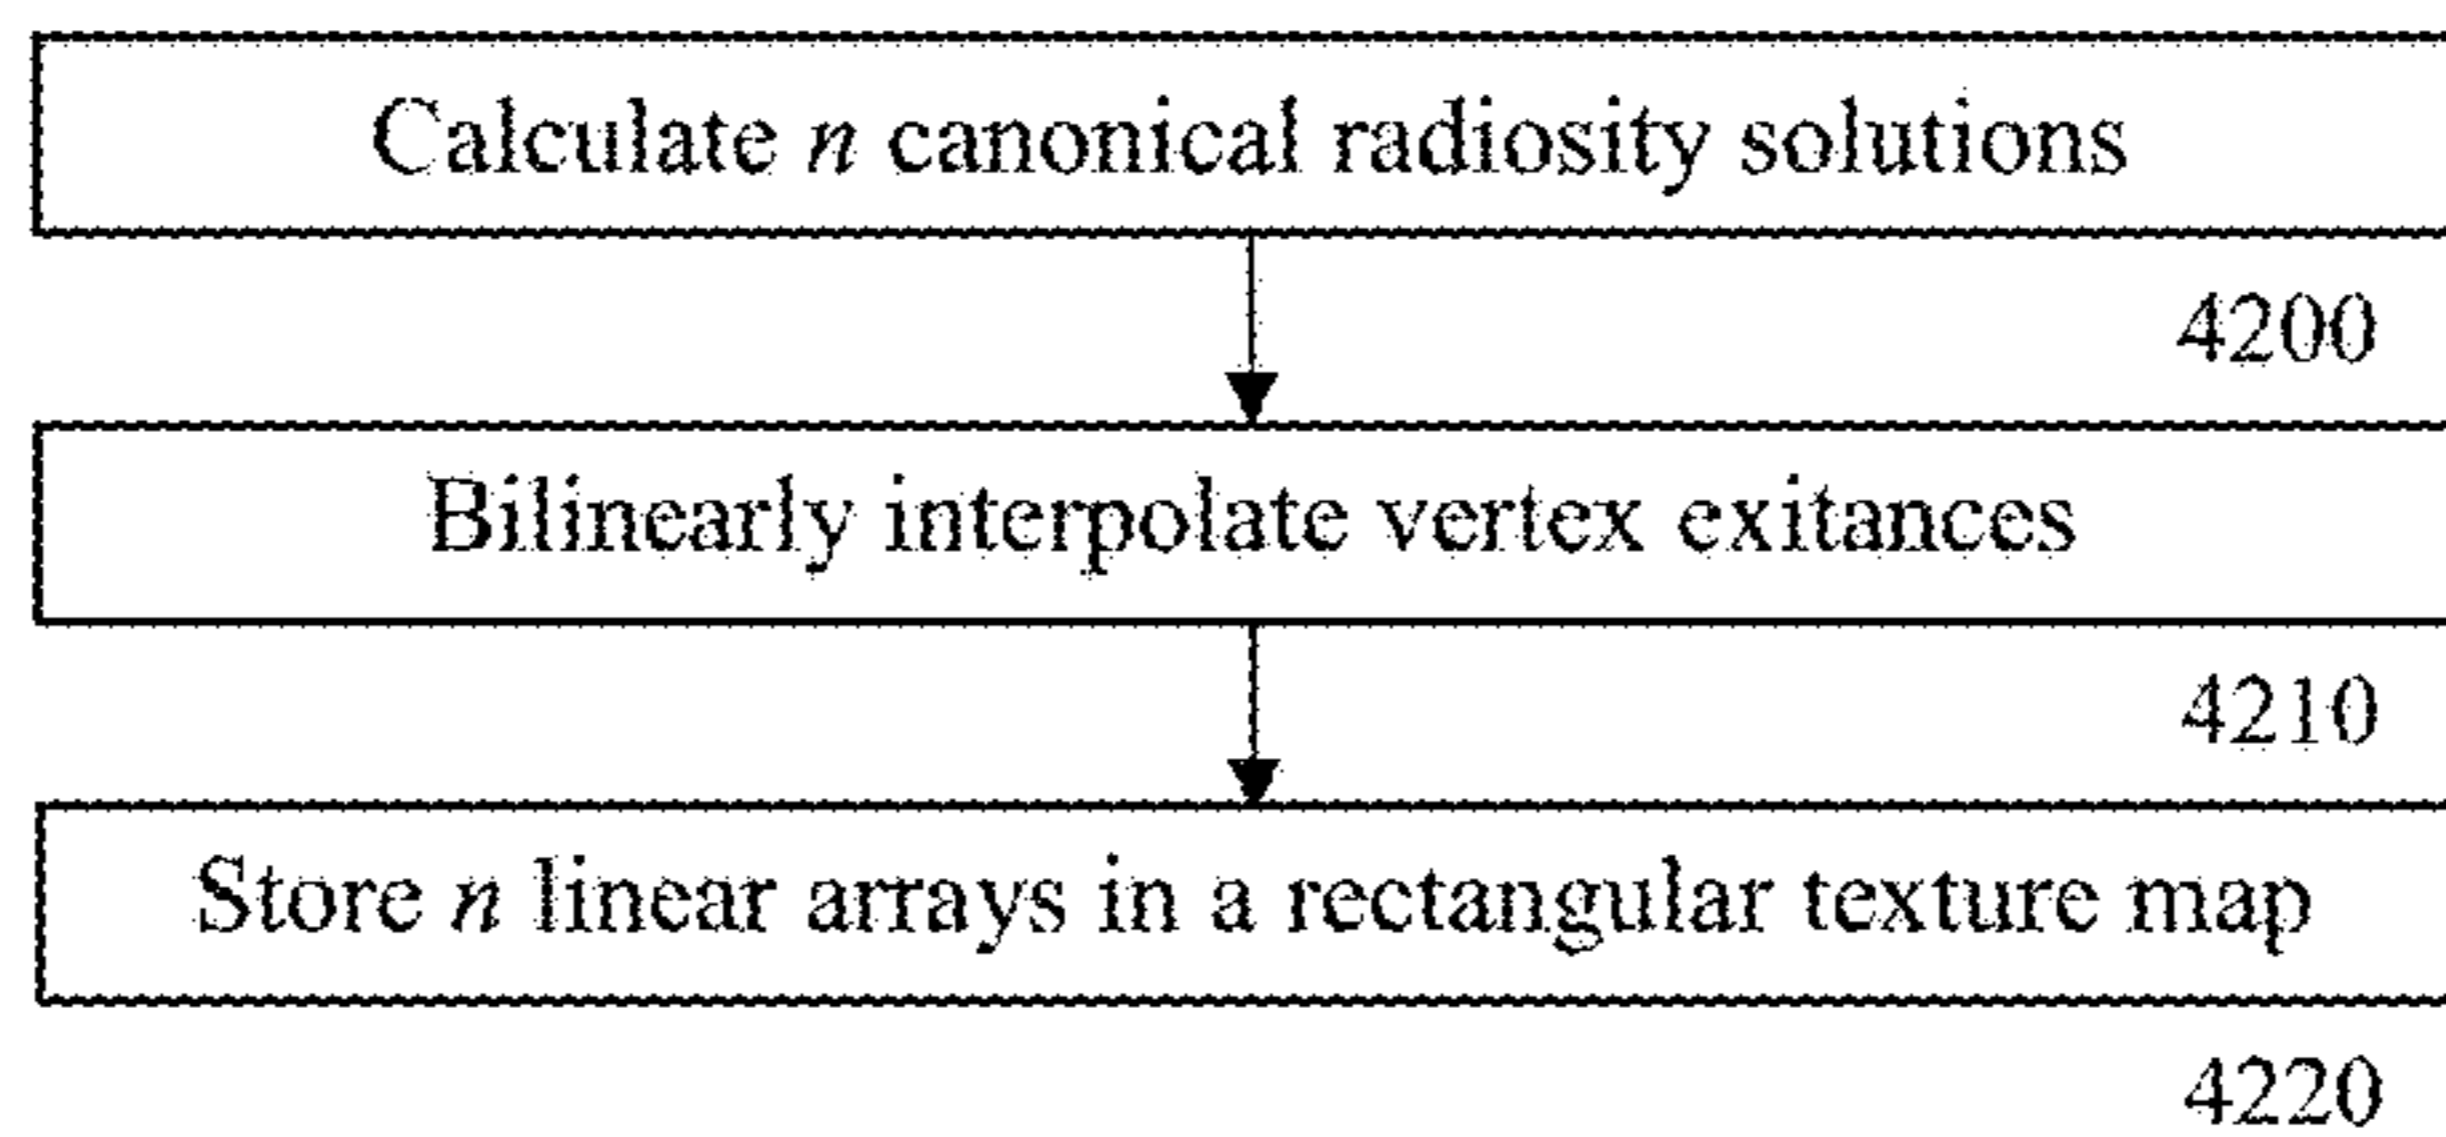 Calculate n canonical radiosity solutions
4200
Bilinearly interpolate vertex exitances
4210
Store n linear arrays in a rectangular texture map
4220